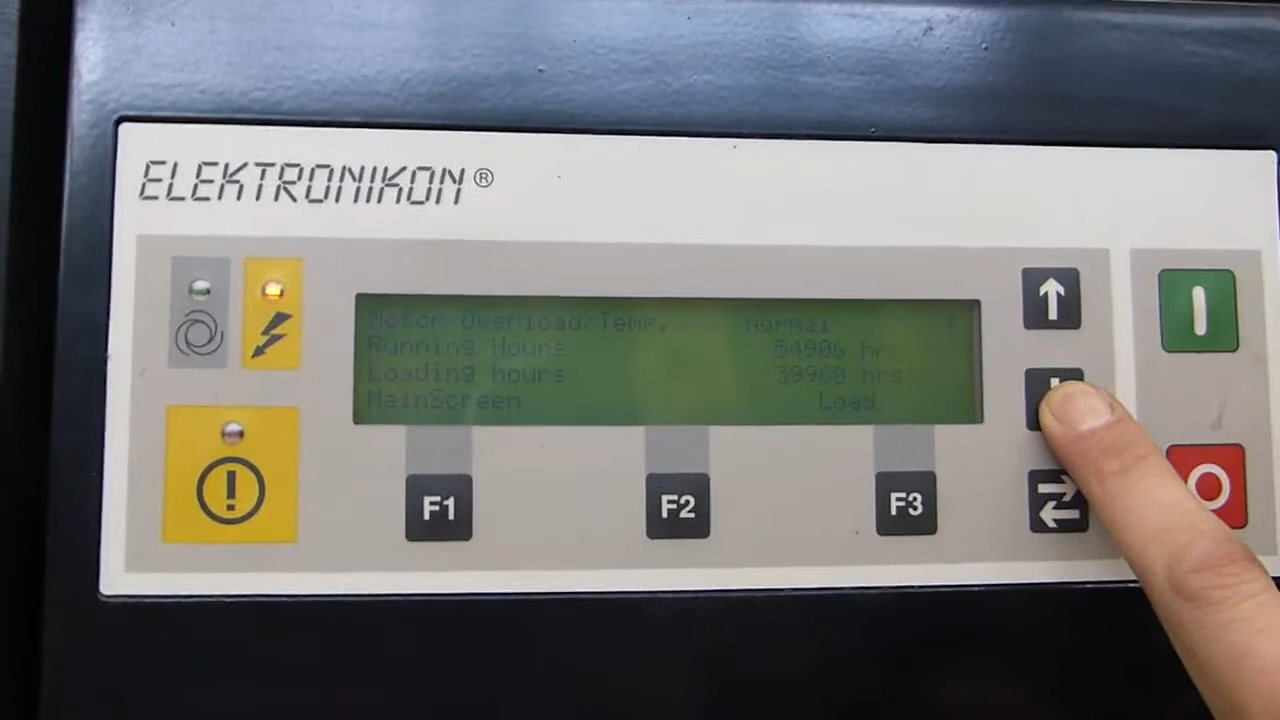 ELEKTRONIKON®
Motor Overload/Temp. Normal
Running Hours 54906 hrs
Loading hours 39960 hrs
MainScreen Load
F1 F2 F3